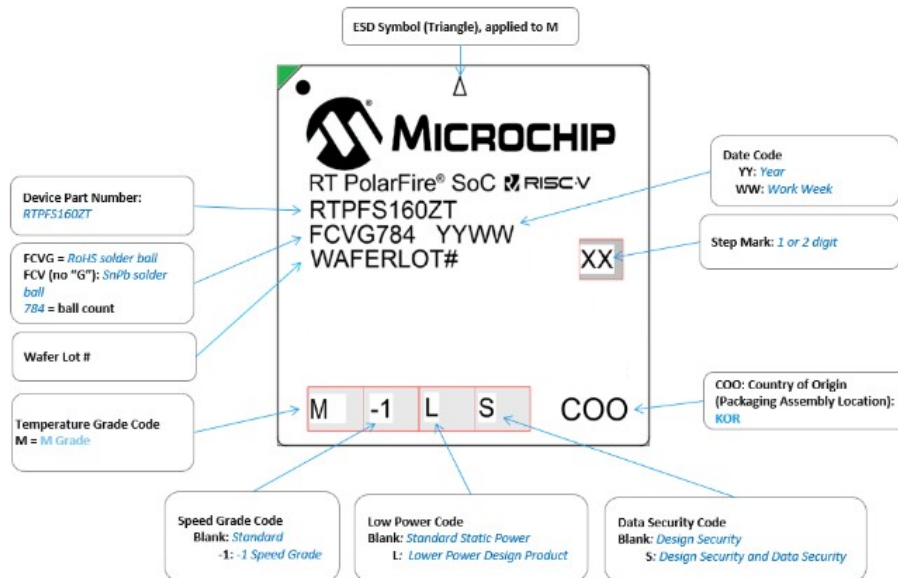 ESD Symbol (Triangle), applied to M
MICROCHIP®
RT PolarFire® SoC RISC-V
RTPFS160ZT
FCVG784 YYWW
WAFERLOT#
XX
M -1 L S
COO
Device Part Number:
RTPFS160ZT
FCVG = RoHS solder ball
FCV (no "G"): SnPb solder
ball
784 = ball count
Wafer Lot #
Temperature Grade Code
M = M Grade
Date Code
YY: Year
WW: Work Week
Step Mark: 1 or 2 digit
COO: Country of Origin
(Packaging Assembly Location):
KOR
Speed Grade Code
Blank: Standard
-1: -1 Speed Grade
Low Power Code
Blank: Standard Static Power
L: Lower Power Design Product
Data Security Code
Blank: Design Security
S: Design Security and Data Security